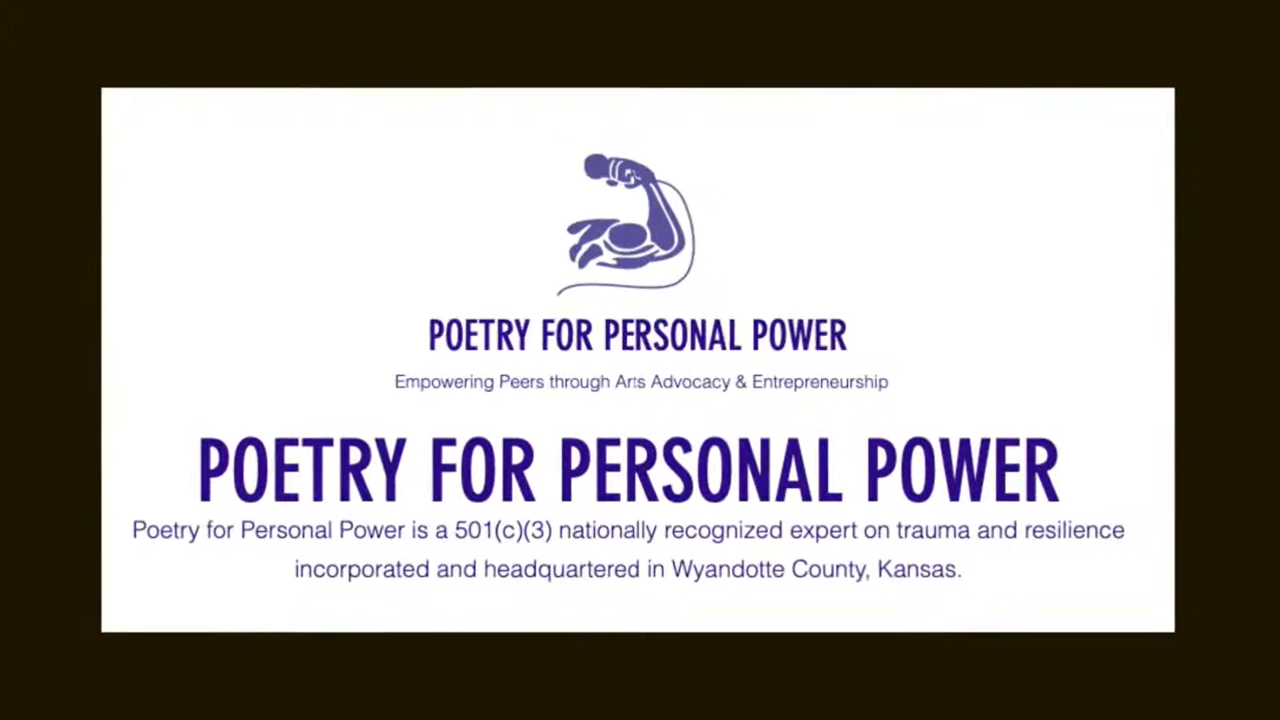 POETRY FOR PERSONAL POWER
Empowering Peers through Arts Advocacy & Entrepreneurship
POETRY FOR PERSONAL POWER
Poetry for Personal Power is a 501(c)(3) nationally recognized expert on trauma and resilience
incorporated and headquartered in Wyandotte County, Kansas.